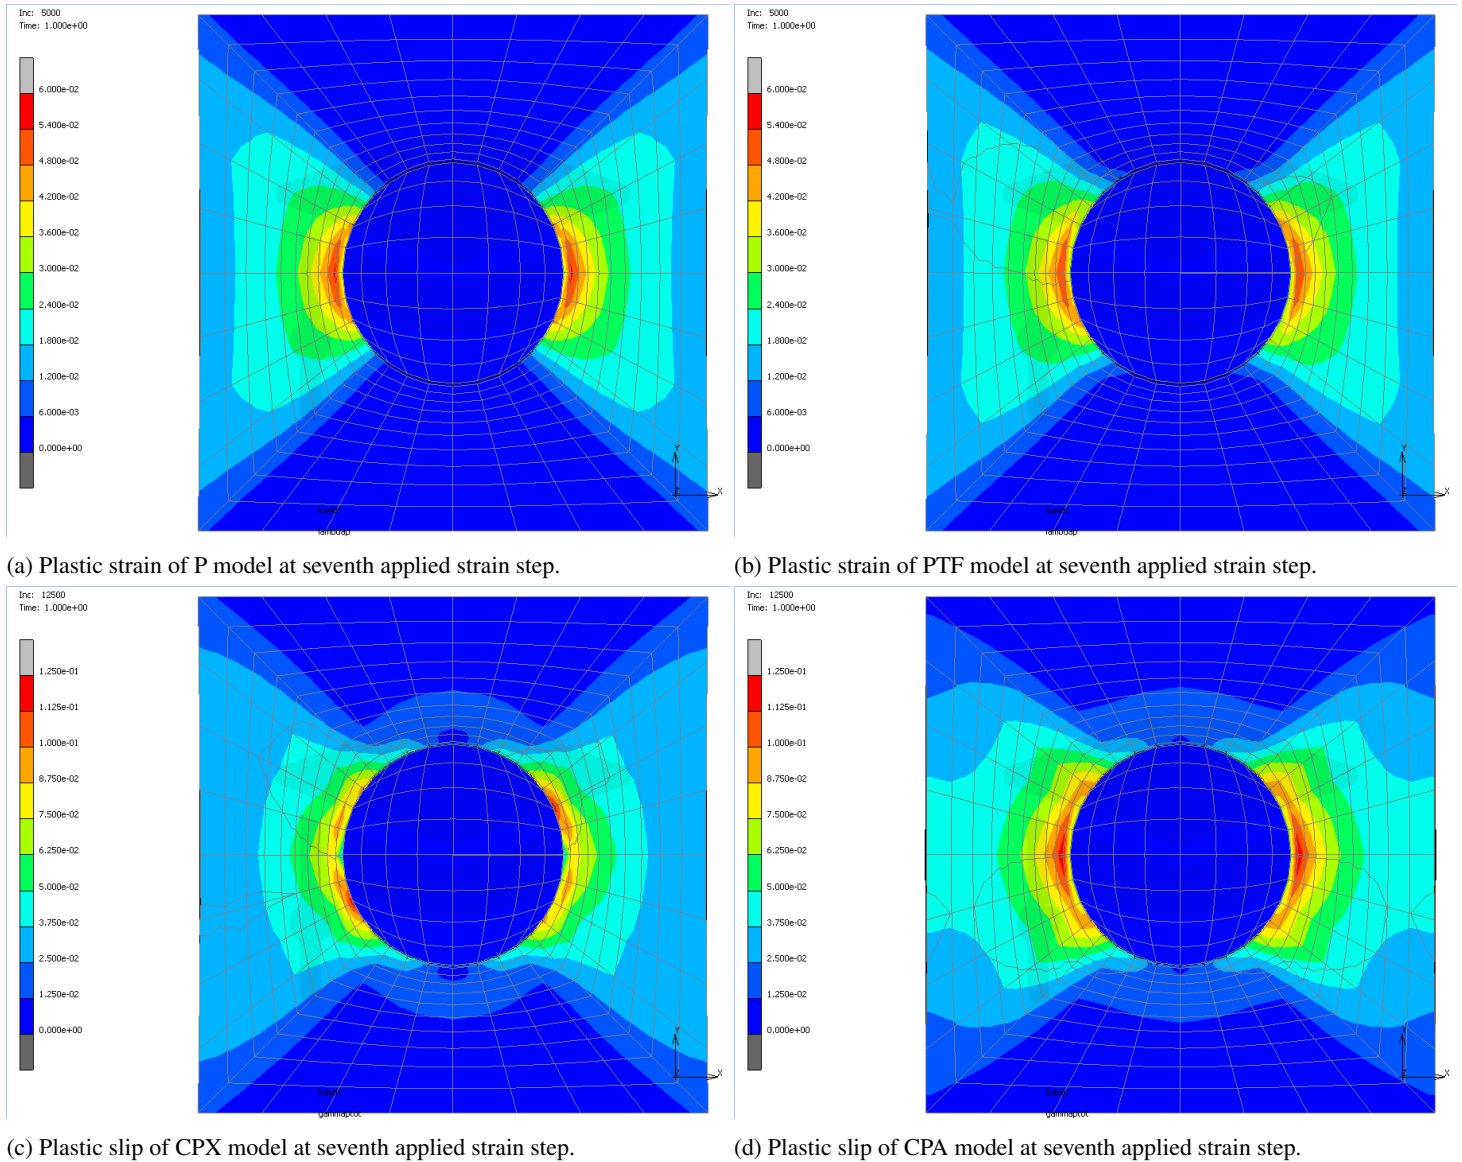 Inc: 5000
Time: 1.000e+00
6.000e-02
5.400e-02
4.800e-02
4.200e-02
3.600e-02
3.000e-02
2.400e-02
1.800e-02
1.200e-02
6.000e-03
0.000e+00
Y
Z
X
lcase1
lambdap
Inc: 5000
Time: 1.000e+00
6.000e-02
5.400e-02
4.800e-02
4.200e-02
3.600e-02
3.000e-02
2.400e-02
1.800e-02
1.200e-02
6.000e-03
0.000e+00
Y
Z
X
lcase1
lambdap
(a) Plastic strain of P model at seventh applied strain step.
(b) Plastic strain of PTF model at seventh applied strain step.
Inc: 12500
Time: 1.000e+00
1.250e-01
1.125e-01
1.000e-01
8.750e-02
7.500e-02
6.250e-02
5.000e-02
3.750e-02
2.500e-02
1.250e-02
0.000e+00
Y
Z
X
lcase1
gammaptot
Inc: 12500
Time: 1.000e+00
1.250e-01
1.125e-01
1.000e-01
8.750e-02
7.500e-02
6.250e-02
5.000e-02
3.750e-02
2.500e-02
1.250e-02
0.000e+00
Y
Z
X
lcase1
gammaptot
(c) Plastic slip of CPX model at seventh applied strain step.
(d) Plastic slip of CPA model at seventh applied strain step.